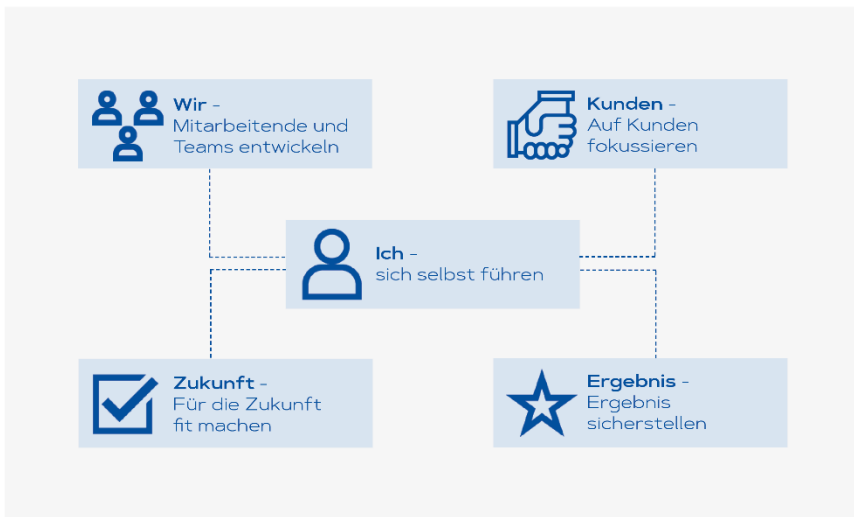 Wir -
Mitarbeitende und
Teams entwickeln
Kunden -
Auf Kunden
fokussieren
Ich -
sich selbst führen
Zukunft -
Für die Zukunft
fit machen
Ergebnis -
Ergebnis
sicherstellen